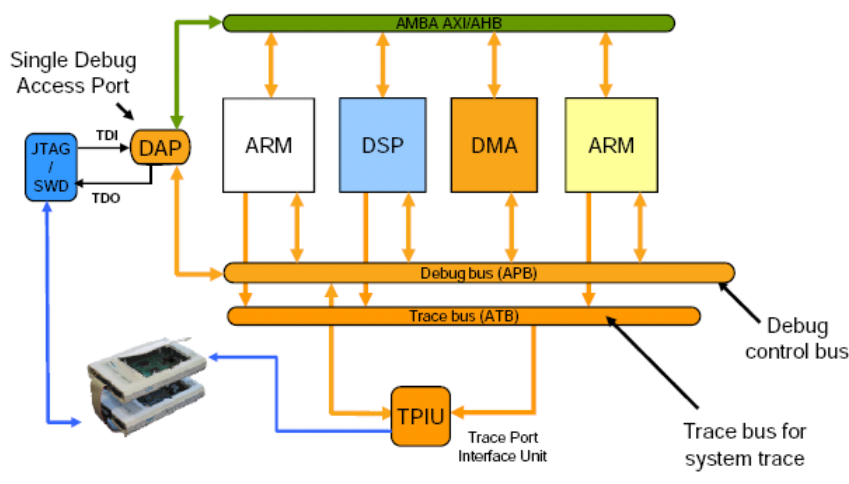 AMBA AXI/AHB
Single Debug
Access Port
JTAG
/
SWD
TDI
TDO
DAP
ARM
DSP
DMA
ARM
Debug bus (APB)
Trace bus (ATB)
Debug
control bus
TPIU
Trace Port
Interface Unit
Trace bus for
system trace